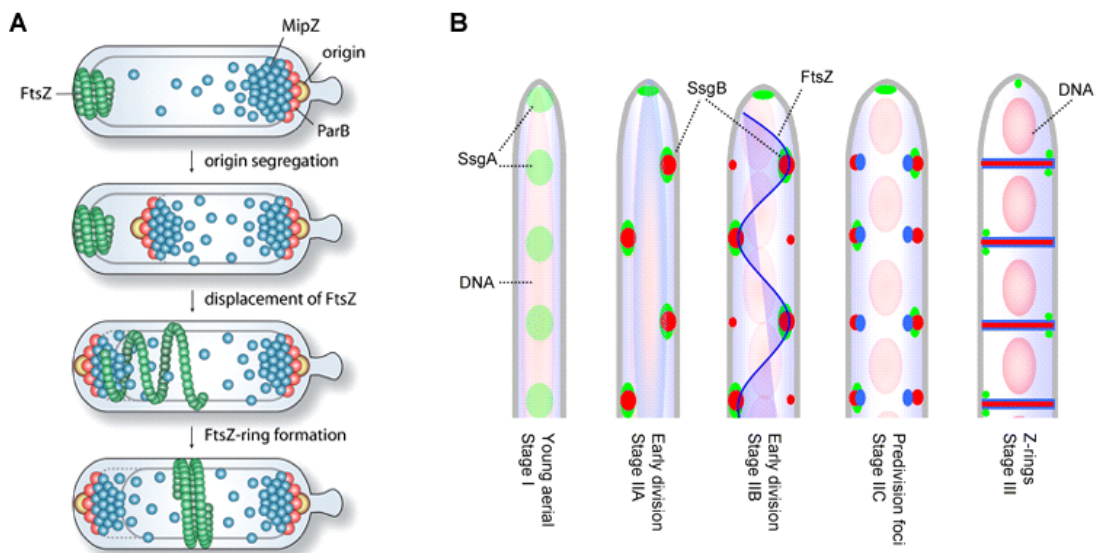 A
MipZ
origin
FtsZ
ParB
origin segregation
displacement of FtsZ
FtsZ-ring formation
B
SsgB
FtsZ
DNA
SsgA
DNA
Young aerial
Stage I
Early division
Stage IIA
Early division
Stage IIB
Predivision foci
Stage IIC
Z-rings
Stage III